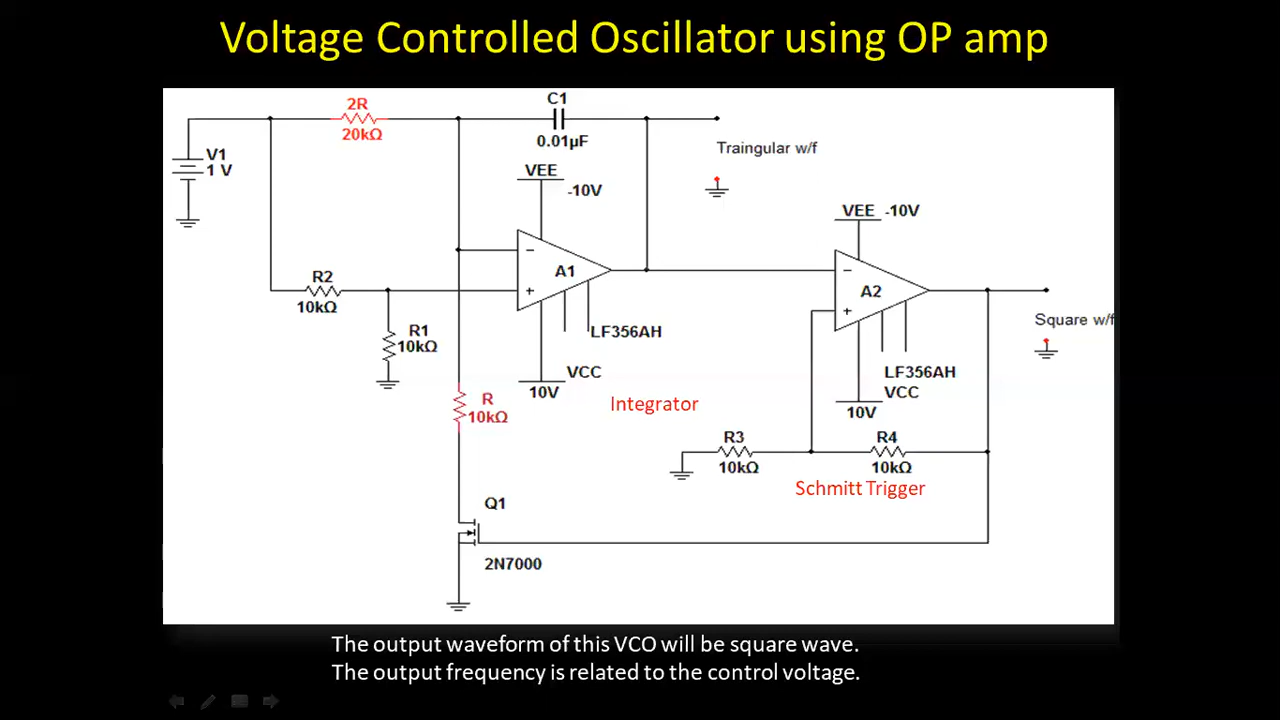 Voltage Controlled Oscillator using OP amp
2R
20kΩ
C1
0.01µF
V1
1 V
Traingular w/f
VEE
-10V
VEE -10V
A1
R2
10kΩ
A2
R1
10kΩ
LF356AH
Square w/f
VCC
10V
LF356AH
VCC
10V
R
10kΩ
Integrator
R3
10kΩ
R4
10kΩ
Schmitt Trigger
Q1
2N7000
The output waveform of this VCO will be square wave.
The output frequency is related to the control voltage.